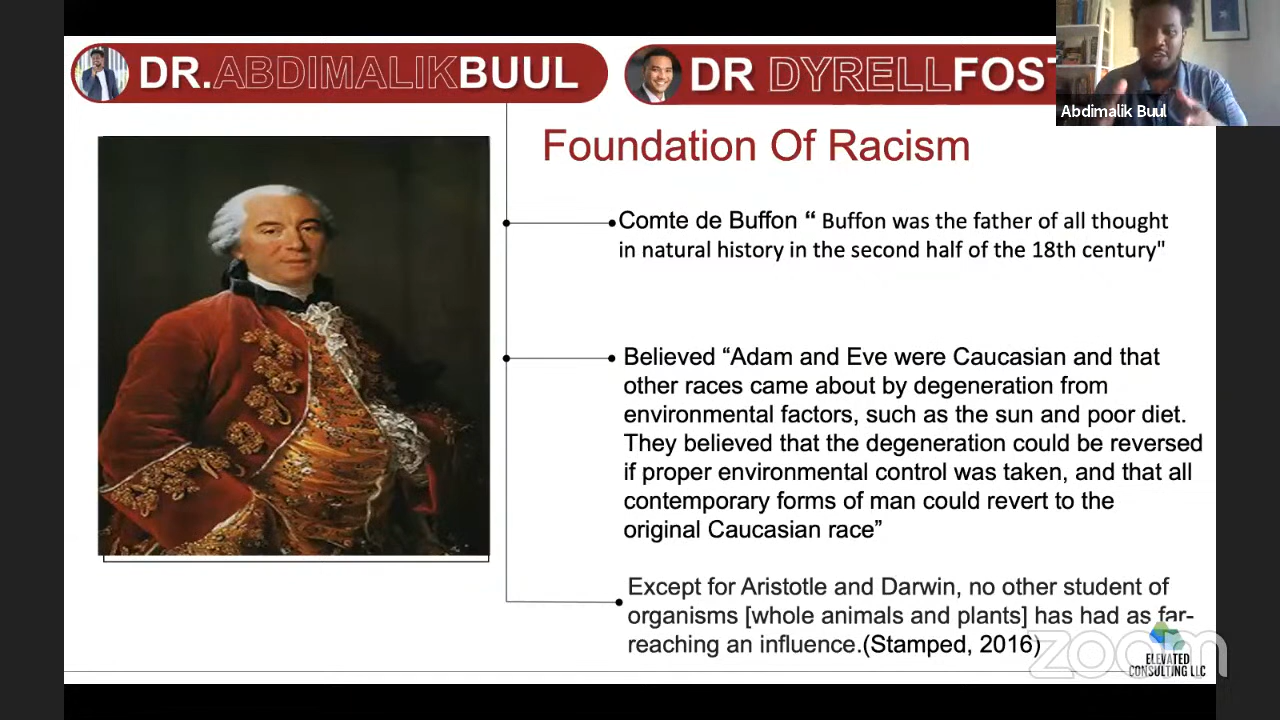 DR.ABDIMALIKBUUL
DR DYRELLFOST
Abdimalik Buul
Foundation Of Racism
Comte de Buffon “ Buffon was the father of all thought
in natural history in the second half of the 18th century"
Believed “Adam and Eve were Caucasian and that
other races came about by degeneration from
environmental factors, such as the sun and poor diet.
They believed that the degeneration could be reversed
if proper environmental control was taken, and that all
contemporary forms of man could revert to the
original Caucasian race”
Except for Aristotle and Darwin, no other student of
organisms [whole animals and plants] has had as far-
reaching an influence.(Stamped, 2016)
zoom
ELEVATED
CONSULTING LLC